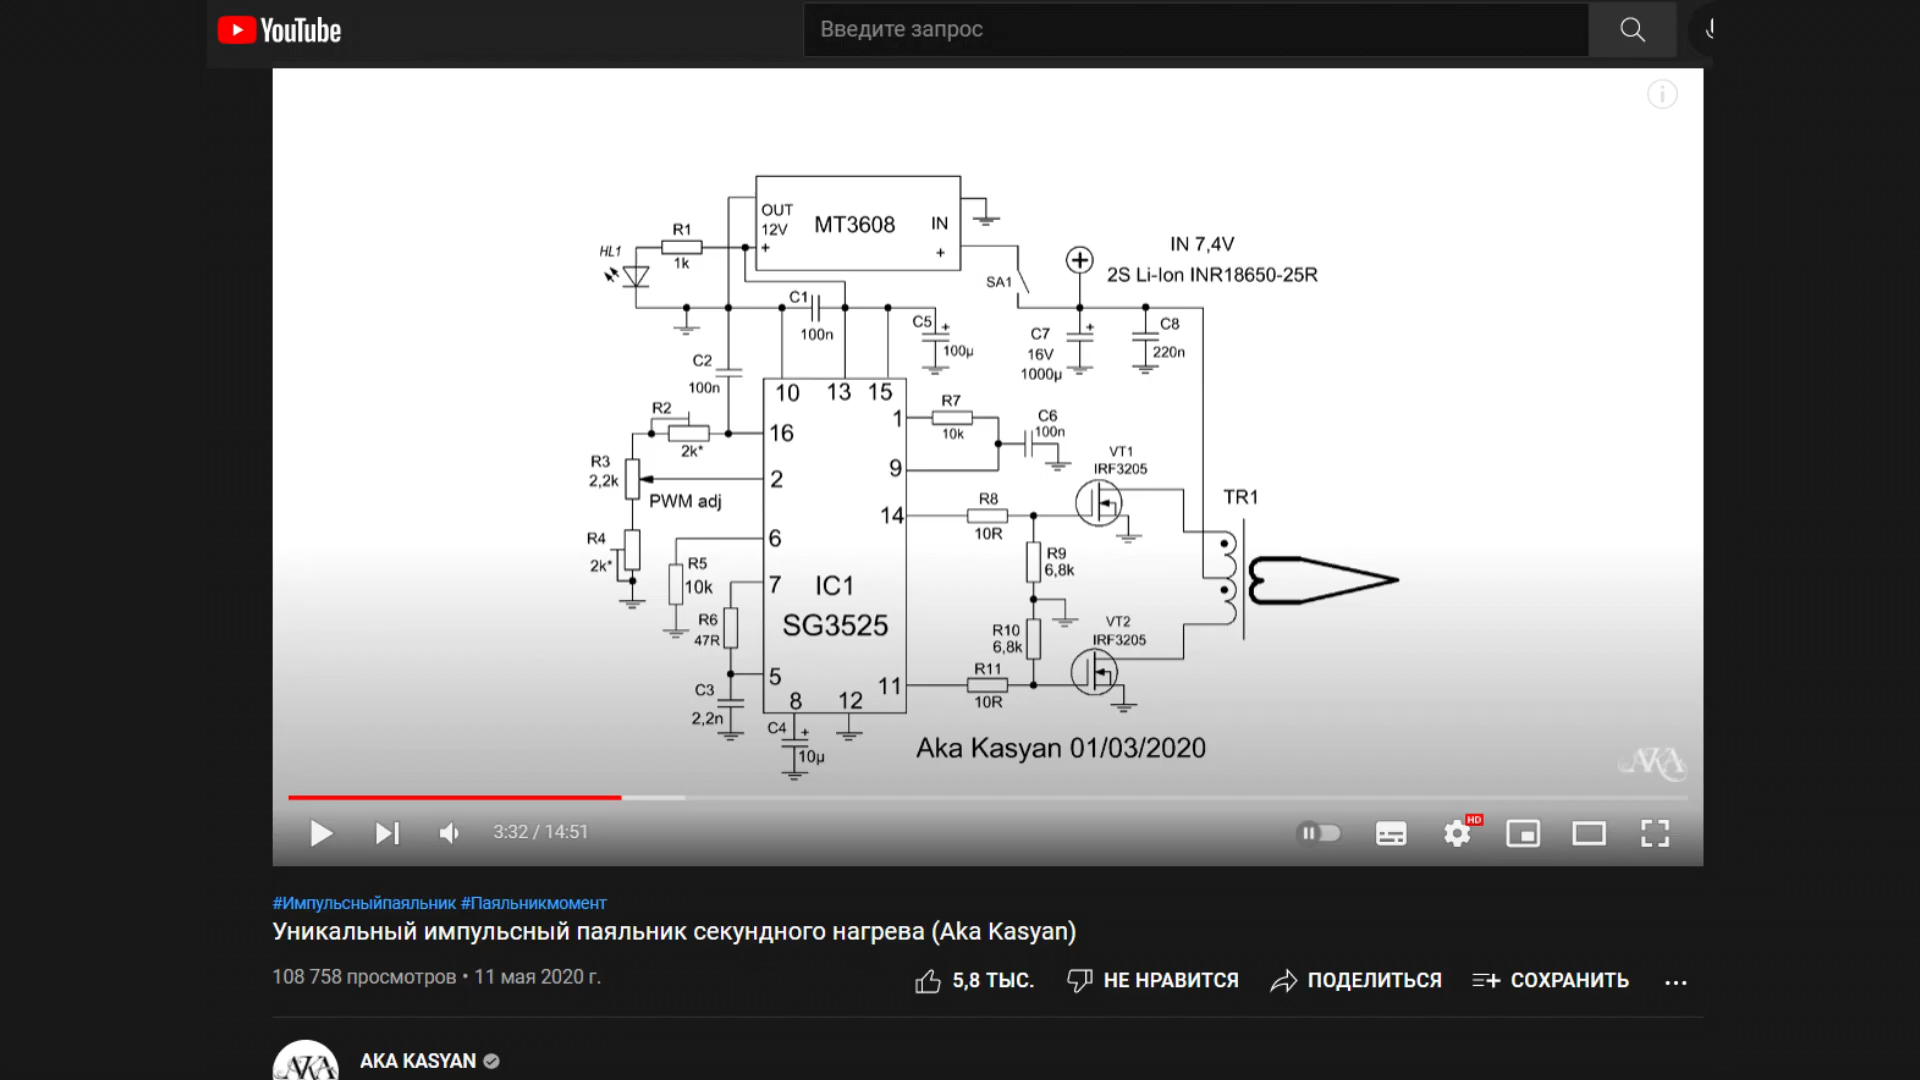 YouTube
Введите запрос
OUT
12V
+
MT3608
IN
+
R1
1k
HL1
SA1
IN 7,4V
2S Li-Ion INR18650-25R
C1
100n
C5
+
100µ
C7
16V
1000µ
+
C8
220n
C2
100n
10
13
15
R2
2k*
16
1
R7
10k
C6
100n
R3
2,2k
2
PWM adj
9
VT1
IRF3205
TR1
14
R8
10R
R4
2k*
6
R5
10k
7
R6
47R
IC1
SG3525
R9
6,8k
R10
6,8k
VT2
IRF3205
C3
2,2n
5
8
12
11
R11
10R
C4
+
10µ
Aka Kasyan 01/03/2020
AKA
3:32 / 14:51
HD
#Импульсныйпаяльник #Паяльникмомент
Уникальный импульсный паяльник секундного нагрева (Aka Kasyan)
108 758 просмотров • 11 мая 2020 г.
5,8 ТЫС.
НЕ НРАВИТСЯ
ПОДЕЛИТЬСЯ
СОХРАНИТЬ
AKA
AKA KASYAN